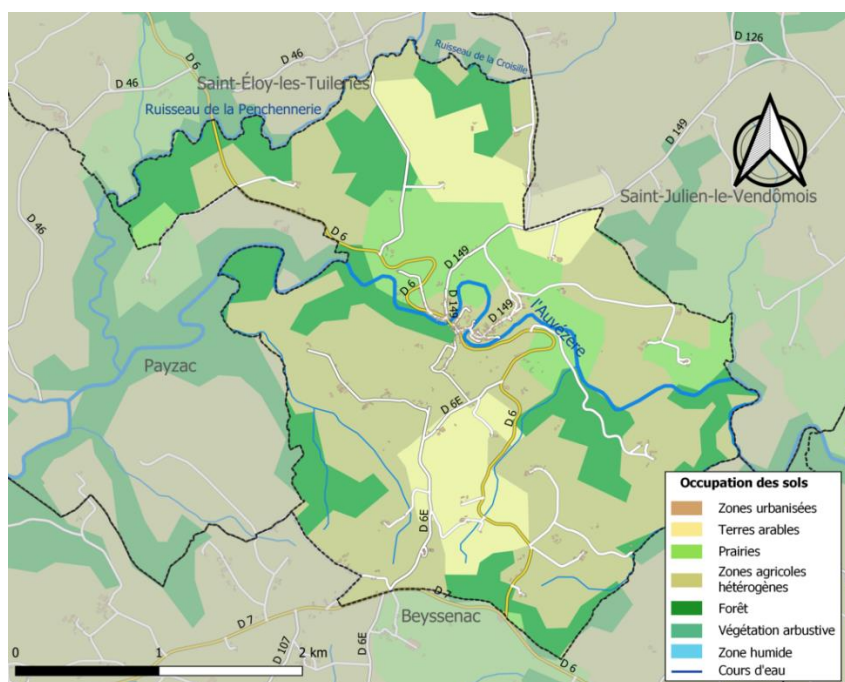 D 46
D 6
D 46
Ruisseau de la Croisille
D 126
Saint-Éloy-les-Tuileries
Ruisseau de la Penchennerie
D 149
Saint-Julien-le-Vendômois
D 46
D 6
D 149
D 6
D 149
D 149
l'Auvézère
Payzac
D 6E
D 6
D 6E
D 7
Beyssenac
D 7
D 107
D 6E
D 6
0 1 2 km
Occupation des sols
Zones urbanisées
Terres arables
Prairies
Zones agricoles
hétérogènes
Forêt
Végétation arbustive
Zone humide
Cours d'eau